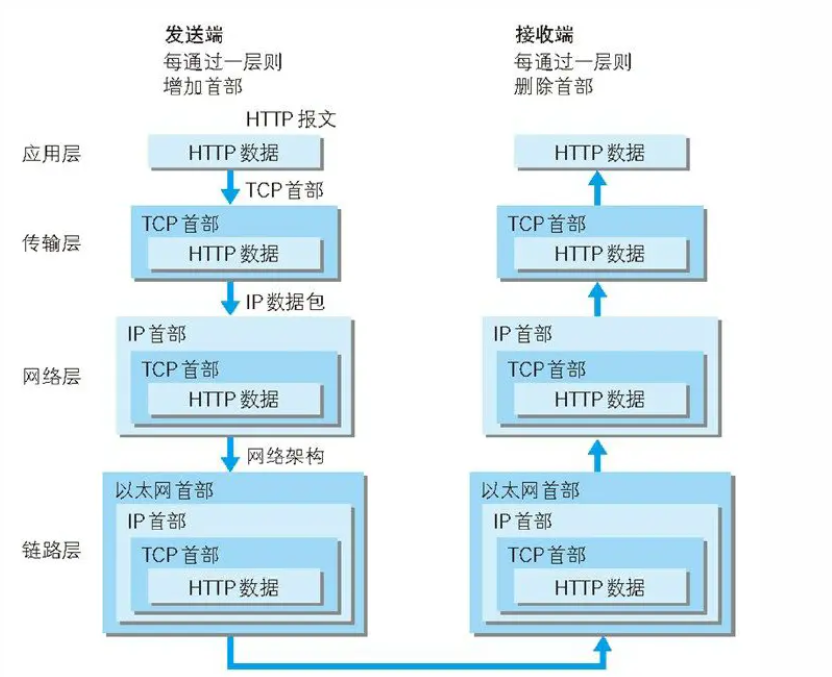 发送端
每通过一层则
增加首部
接收端
每通过一层则
删除首部
HTTP 报文
应用层
HTTP 数据
HTTP 数据
TCP 首部
传输层
TCP 首部
HTTP 数据
TCP 首部
HTTP 数据
IP 数据包
网络层
IP 首部
TCP 首部
HTTP 数据
IP 首部
TCP 首部
HTTP 数据
网络架构
链路层
以太网首部
IP 首部
TCP 首部
HTTP 数据
以太网首部
IP 首部
TCP 首部
HTTP 数据